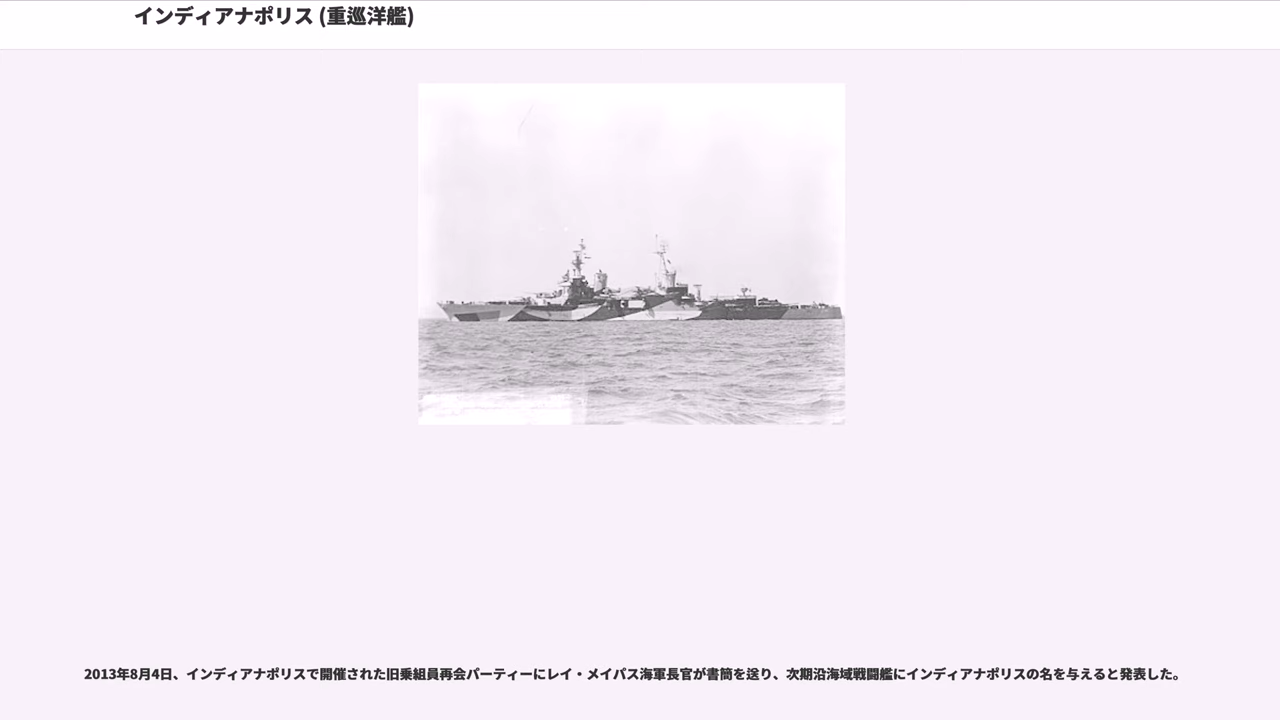 インディアナポリス (重巡洋艦)
2013年8月4日、インディアナポリスで開催された旧乗組員再会パーティーにレイ・メイバス海軍長官が書簡を送り、次期沿海域戦闘艦にインディアナポリスの名を与えると発表した。